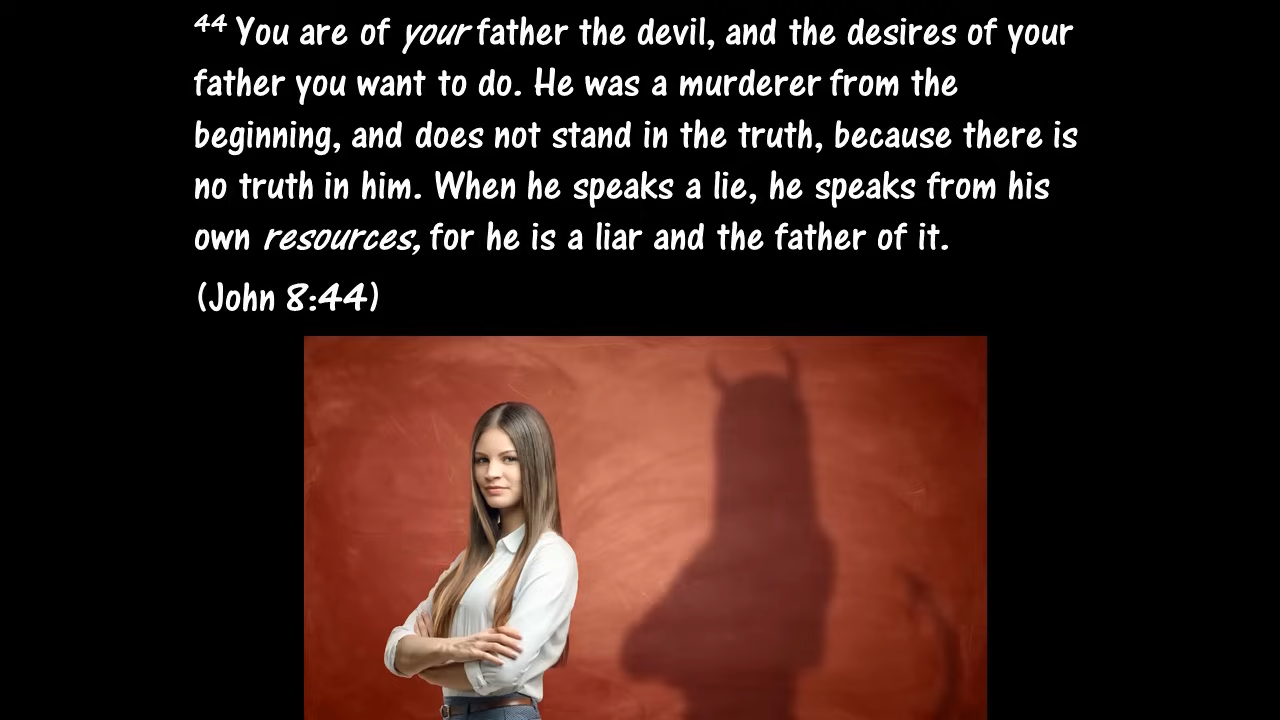 44 You are of your father the devil, and the desires of your
father you want to do. He was a murderer from the
beginning, and does not stand in the truth, because there is
no truth in him. When he speaks a lie, he speaks from his
own resources, for he is a liar and the father of it.
(John 8:44)